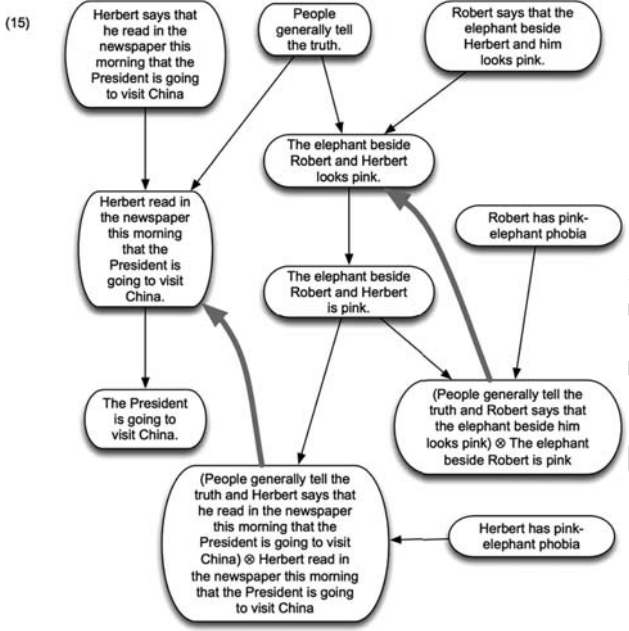 (15)
Herbert says that
he read in the
newspaper this
morning that the
President is going
to visit China
People
generally tell
the truth.
Robert says that the
elephant beside
Herbert and him
looks pink.
The elephant beside
Robert and Herbert
looks pink.
Herbert read in
the newspaper
this morning
that the
President is
going to visit
China.
Robert has pink-
elephant phobia
The elephant beside
Robert and Herbert
is pink.
The President
is going to
visit China.
(People generally tell the
truth and Robert says that
the elephant beside him
looks pink) ⊗ The elephant
beside Robert is pink
(People generally tell the
truth and Herbert says that
he read in the newspaper
this morning that the
President is going to visit
China) ⊗ Herbert read in
the newspaper this morning
that the President is going
to visit China
Herbert has pink-
elephant phobia